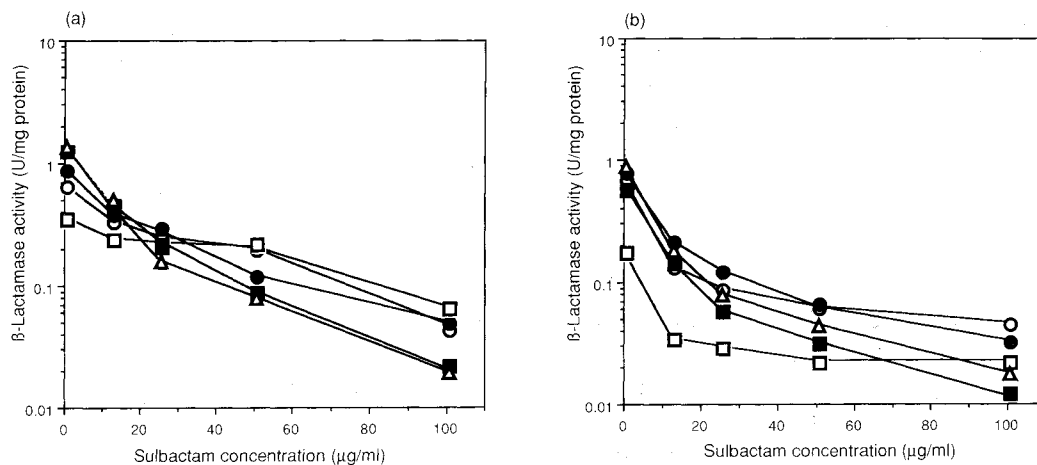 (a)
10
1
0.1
0.01
ß-Lactamase activity (U/mg protein)
0 20 40 60 80 100
Sulbactam concentration (µg/ml)
(b)
10
1
0.1
0.01
ß-Lactamase activity (U/mg protein)
0 20 40 60 80 100
Sulbactam concentration (µg/ml)